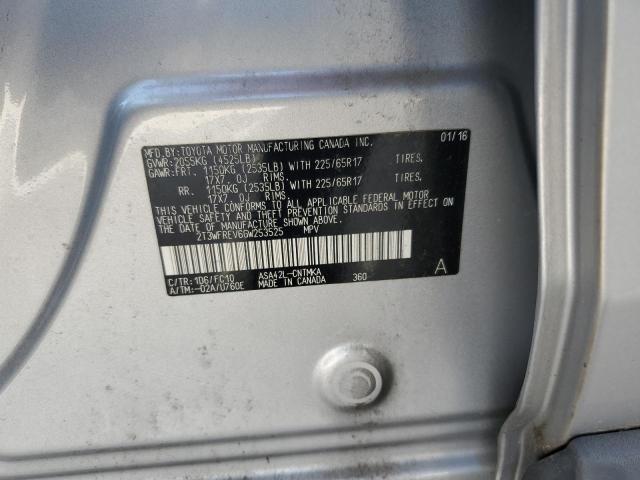 MFD.BY:TOYOTA MOTOR MANUFACTURING CANADA INC. 01/16
GVWR:2055KG (4525LB)
GAWR:FRT. 1150KG (2535LB) WITH 225/65R17 TIRES,
17X7 OJ RIMS
RR. 1150KG (2535LB) WITH 225/65R17 TIRES,
17X7 OJ RIMS
THIS VEHICLE CONFORMS TO ALL APPLICABLE FEDERAL MOTOR
VEHICLE SAFETY AND THEFT PREVENTION STANDARDS IN EFFECT ON
THE DATE OF MANUFACTURE SHOWN ABOVE.
2T3WFREV6GW253525 MPV
C/TR:1D6/FC10 ASA42L-CNTMKA A
A/TM:-02A/U760E MADE IN CANADA 360